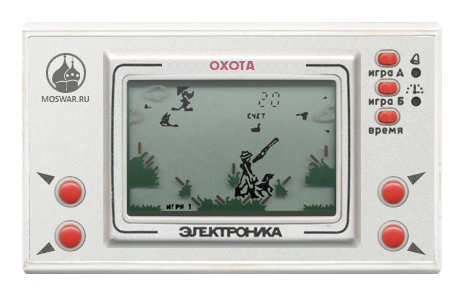 ОХОТА
20
СЧЕТ
MOSWAR.RU
игра А
игра Б
время
ИГРА 1
ЭЛЕКТРОНИКА